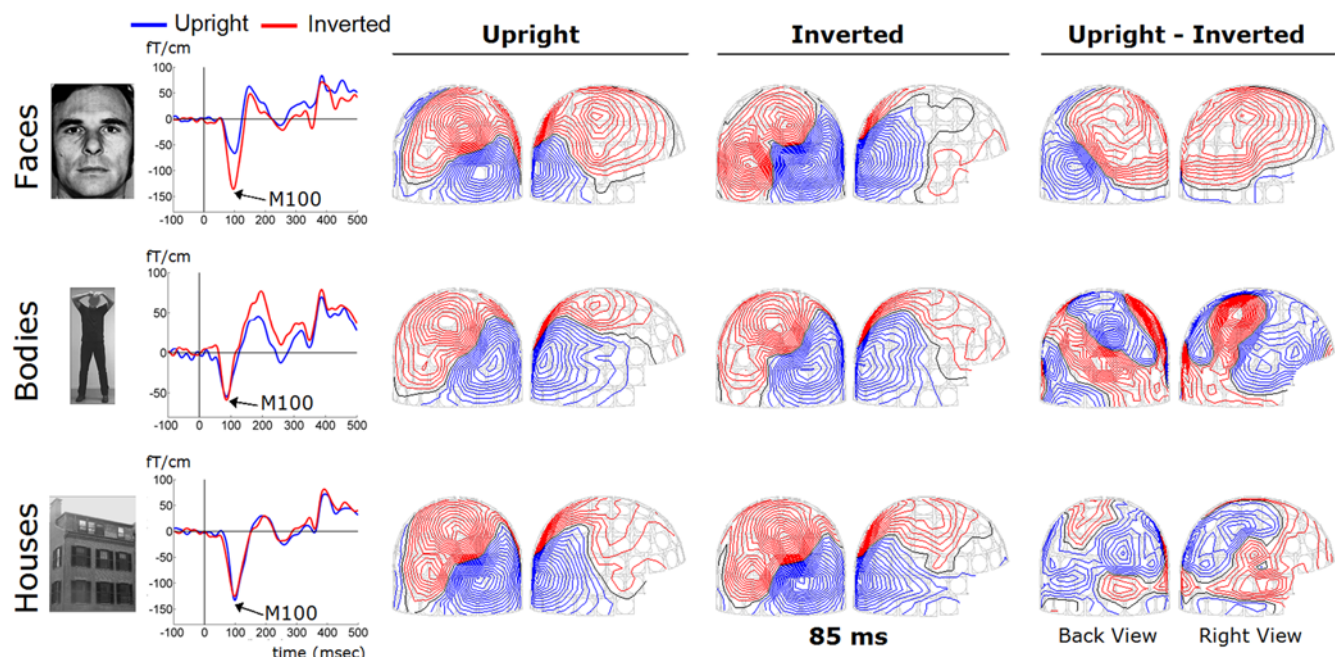 Upright Inverted
Upright Inverted Upright - Inverted
Faces
fT/cm
100
50
0
-50
-100
-150
M100
-100 0 100 200 300 400 500
Bodies
fT/cm
100
50
0
-50
M100
-100 0 100 200 300 400 500
Houses
fT/cm
100
50
0
-50
-100
-150
M100
-100 0 100 200 300 400 500
time (msec)
85 ms
Back View Right View